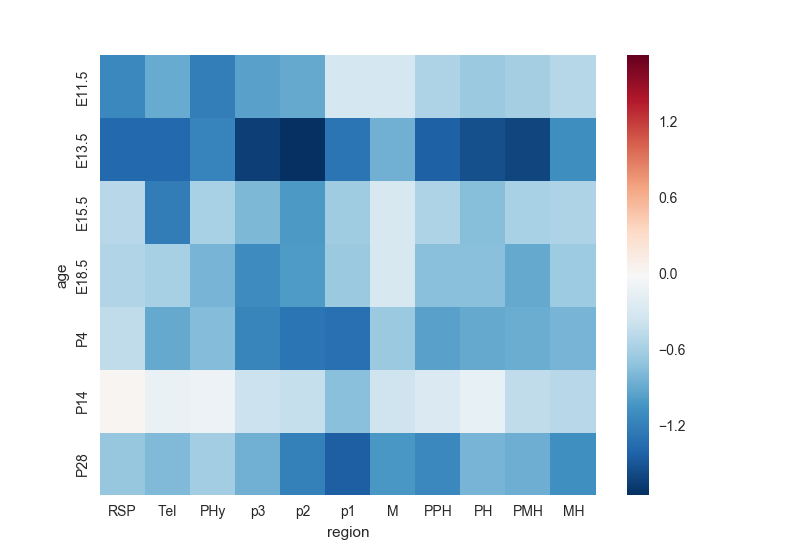 E11.5
E13.5
E15.5
E18.5
P4
P14
P28
age
RSP Tel PHy p3 p2 p1 M PPH PH PMH MH
region
1.2
0.6
0.0
−0.6
−1.2